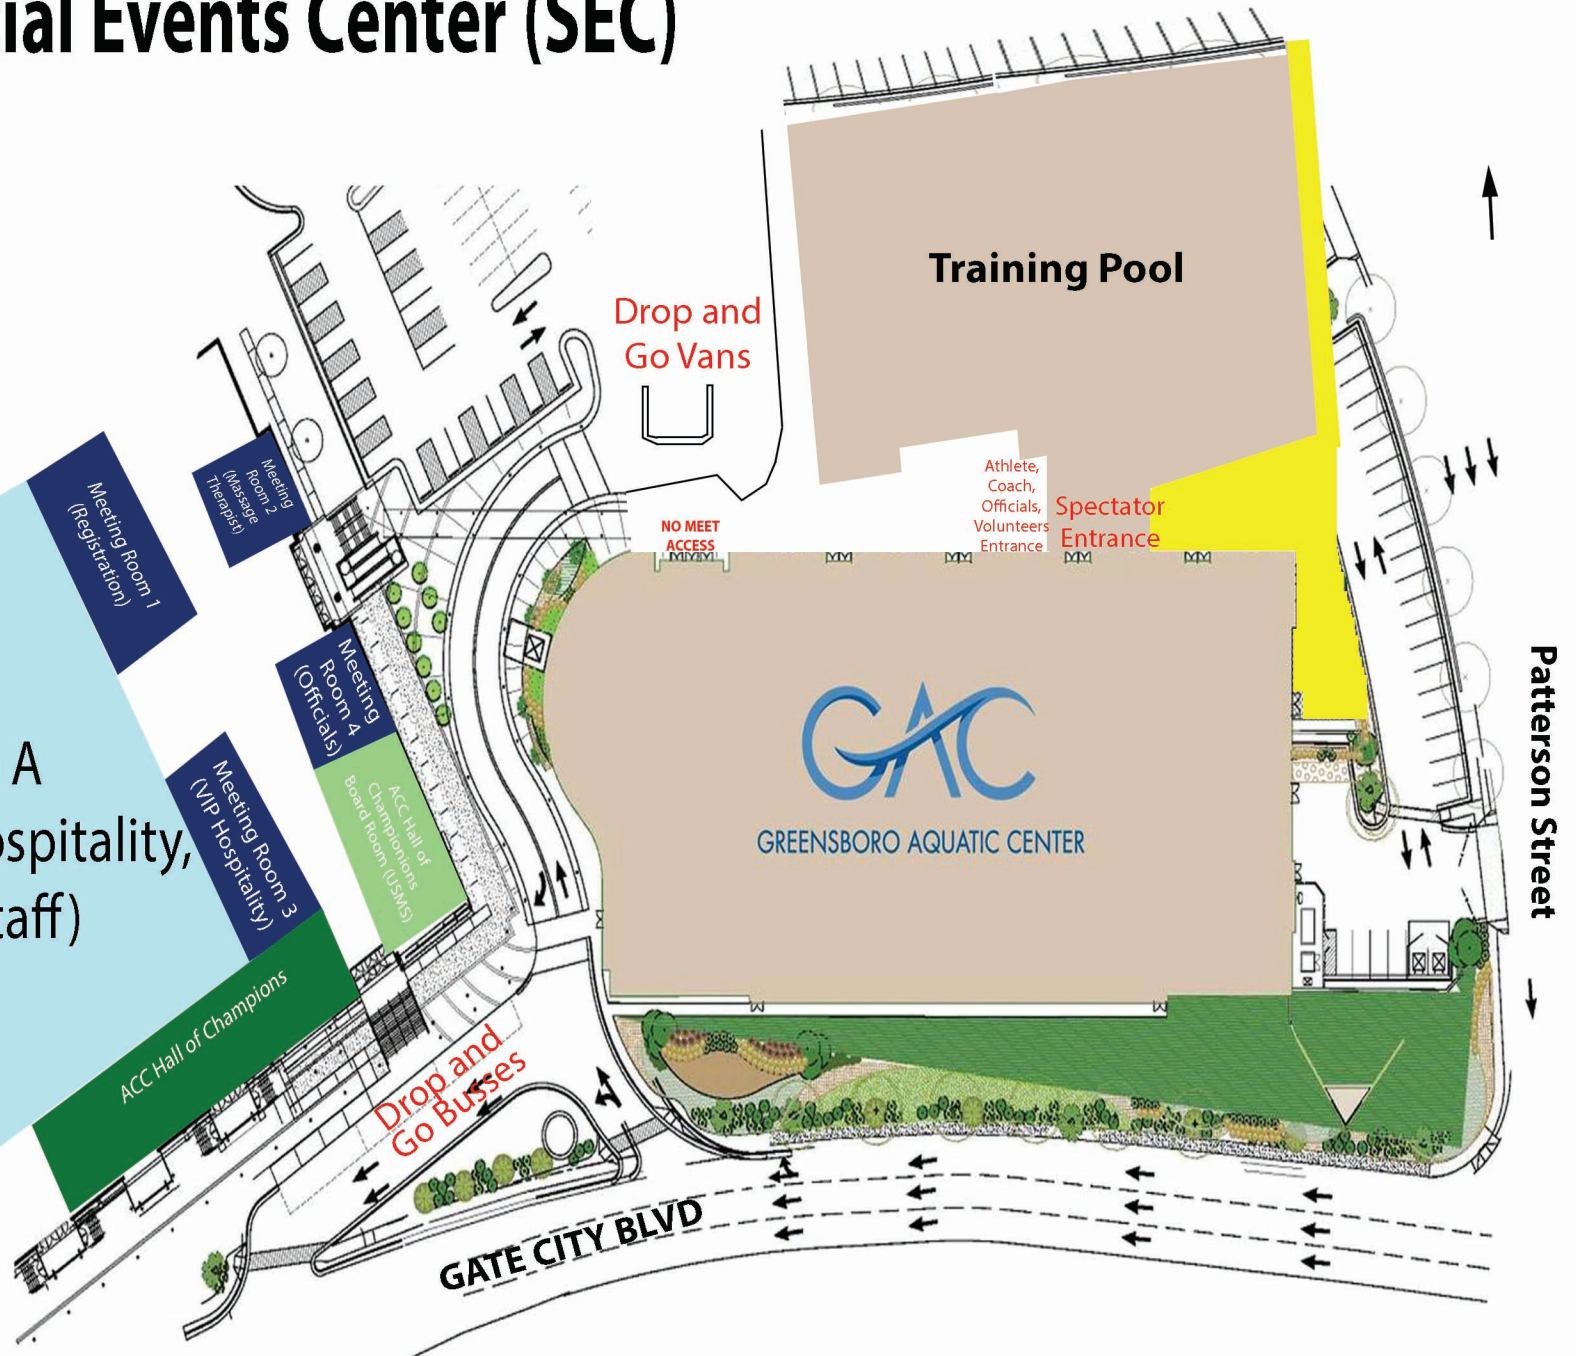 ial Events Center (SEC)
Training Pool
Drop and
Go Vans
NO MEET
ACCESS
Athlete,
Coach,
Officials,
Volunteers
Entrance
Spectator
Entrance
Meeting Room 1
(Registration)
Meeting
Room 2
(Massage
Therapist)
Meeting
Room 4
(Officials)
A
ospitality,
taff)
Meeting Room 3
(VIP Hospitality)
ACC Hall of
Championions
Board Room (USMS)
ACC Hall of Champions
GAC
GREENSBORO AQUATIC CENTER
Patterson Street
Drop and
Go Busses
GATE CITY BLVD